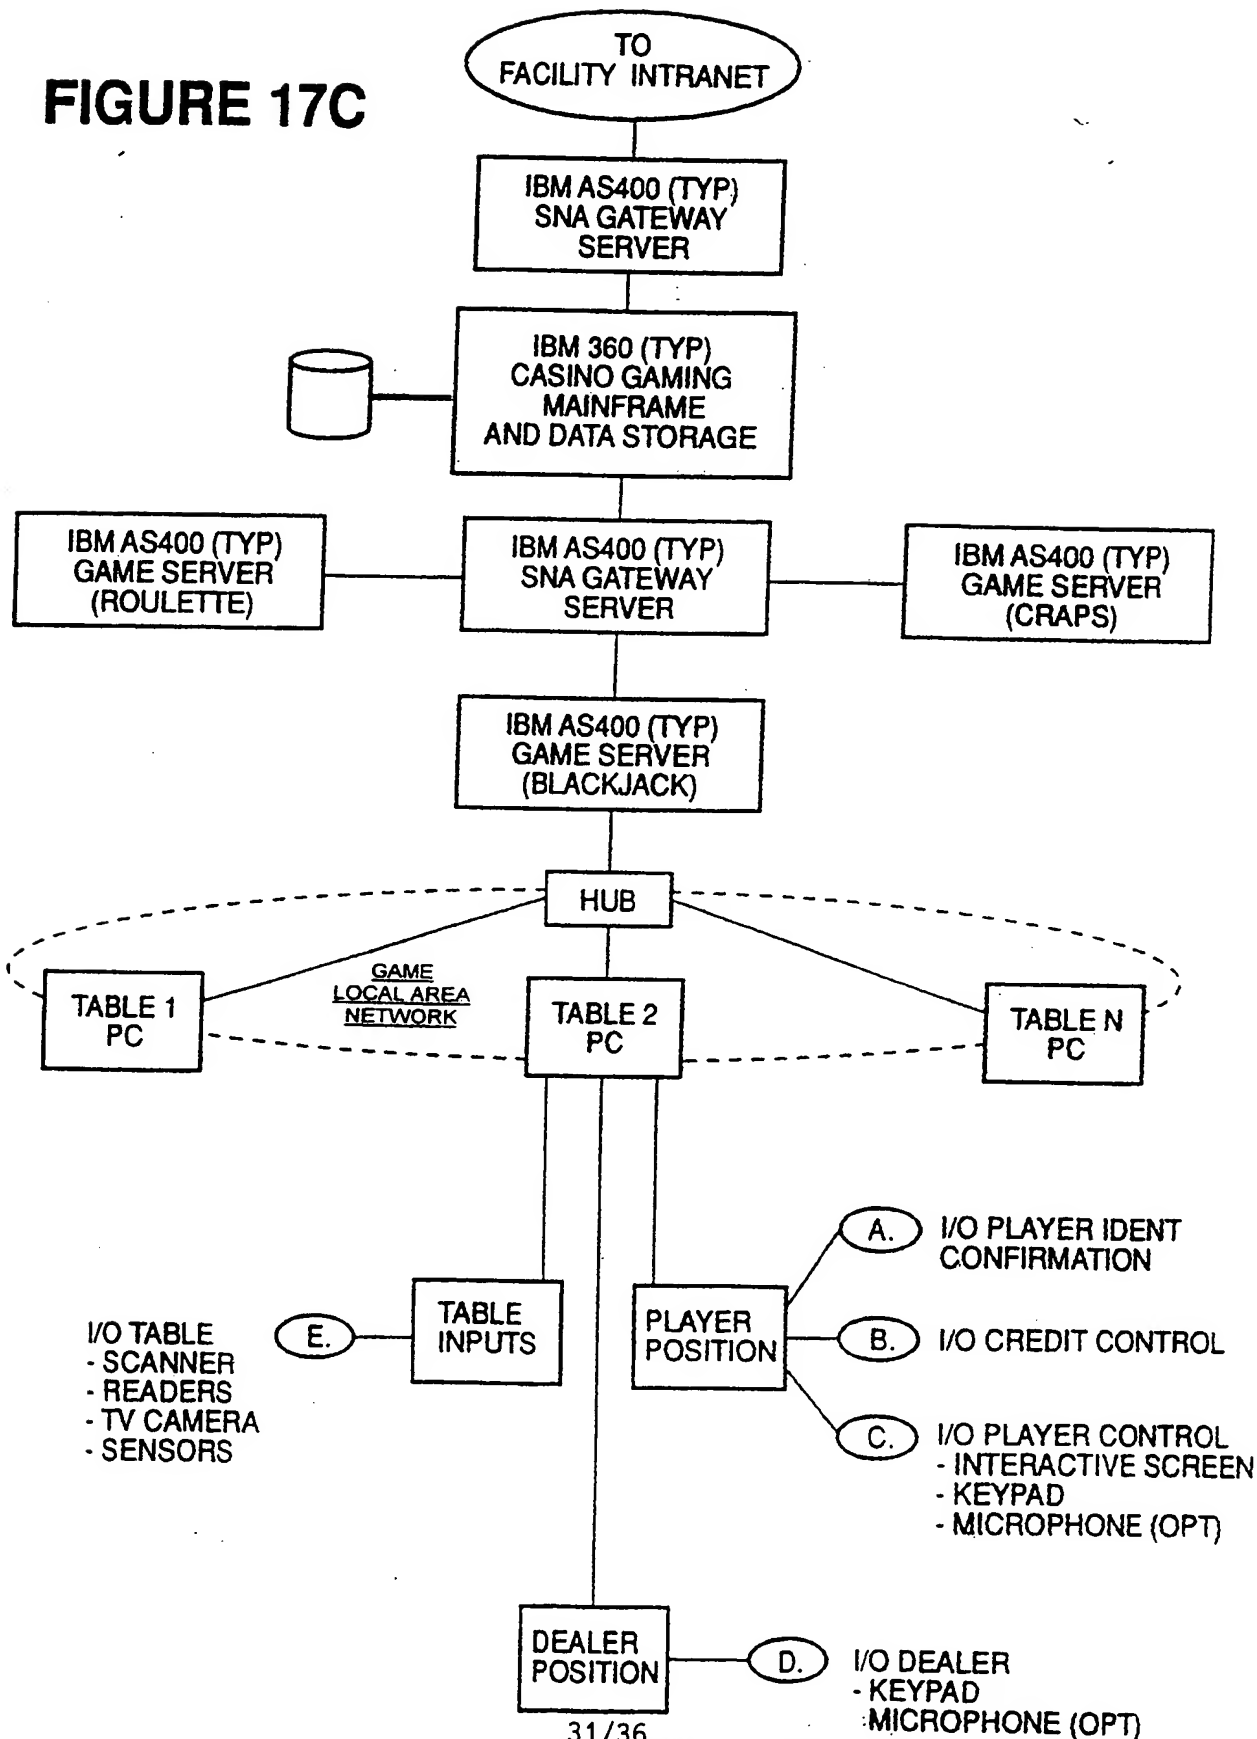 TO
FACILITY INTRANET
FIGURE 17C
IBM AS400 (TYP)
SNA GATEWAY
SERVER
IBM 360 (TYP)
CASINO GAMING
MAINFRAME
AND DATA STORAGE
IBM AS400 (TYP)
GAME SERVER
(ROULETTE)
IBM AS400 (TYP)
SNA GATEWAY
SERVER
IBM AS400 (TYP)
GAME SERVER
(CRAPS)
IBM AS400 (TYP)
GAME SERVER
(BLACKJACK)
HUB
GAME
LOCAL AREA
NETWORK
TABLE 1
PC
TABLE 2
PC
TABLE N
PC
A.
I/O PLAYER IDENT
CONFIRMATION
I/O TABLE
- SCANNER
- READERS
- TV CAMERA
- SENSORS
E.
TABLE
INPUTS
PLAYER
POSITION
B.
I/O CREDIT CONTROL
C.
I/O PLAYER CONTROL
- INTERACTIVE SCREEN
- KEYPAD
- MICROPHONE (OPT)
DEALER
POSITION
D.
I/O DEALER
- KEYPAD
MICROPHONE (OPT)
31/36